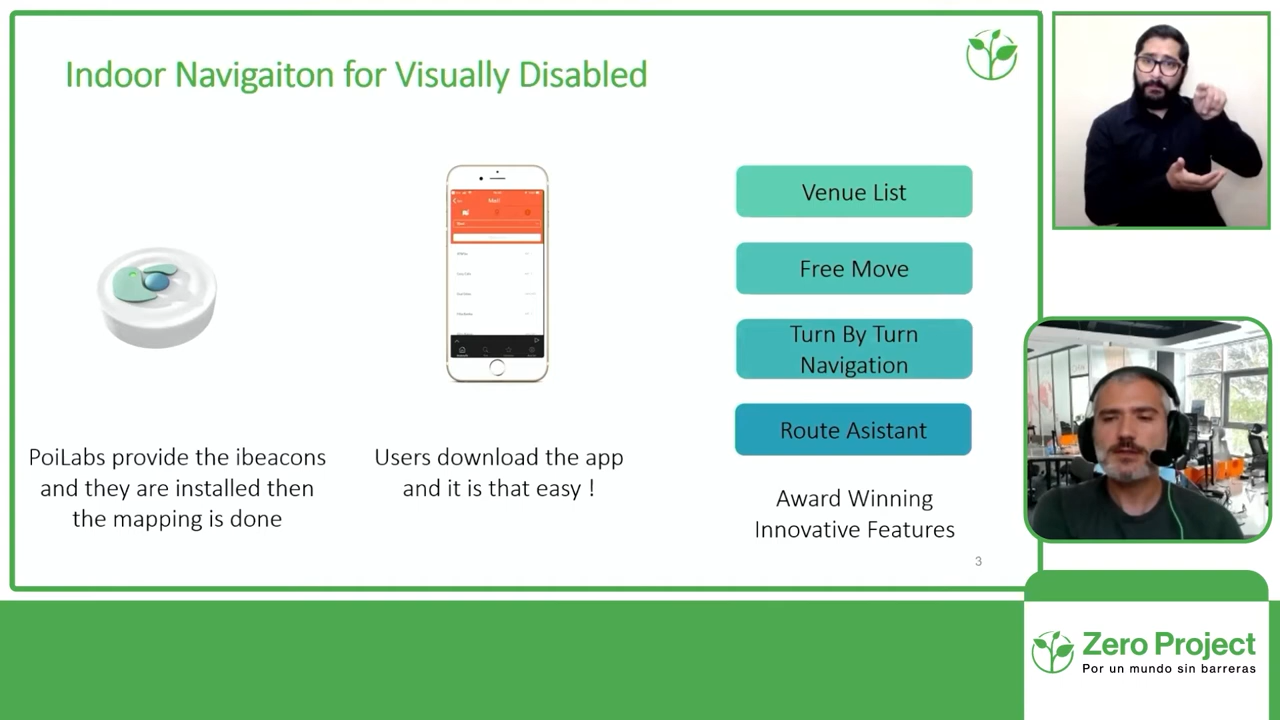 Indoor Navigaiton for Visually Disabled
Mall
Venue List
Free Move
Turn By Turn
Navigation
Route Asistant
PoiLabs provide the ibeacons
and they are installed then
the mapping is done
Users download the app
and it is that easy !
Award Winning
Innovative Features
3
Zero Project
Por un mundo sin barreras